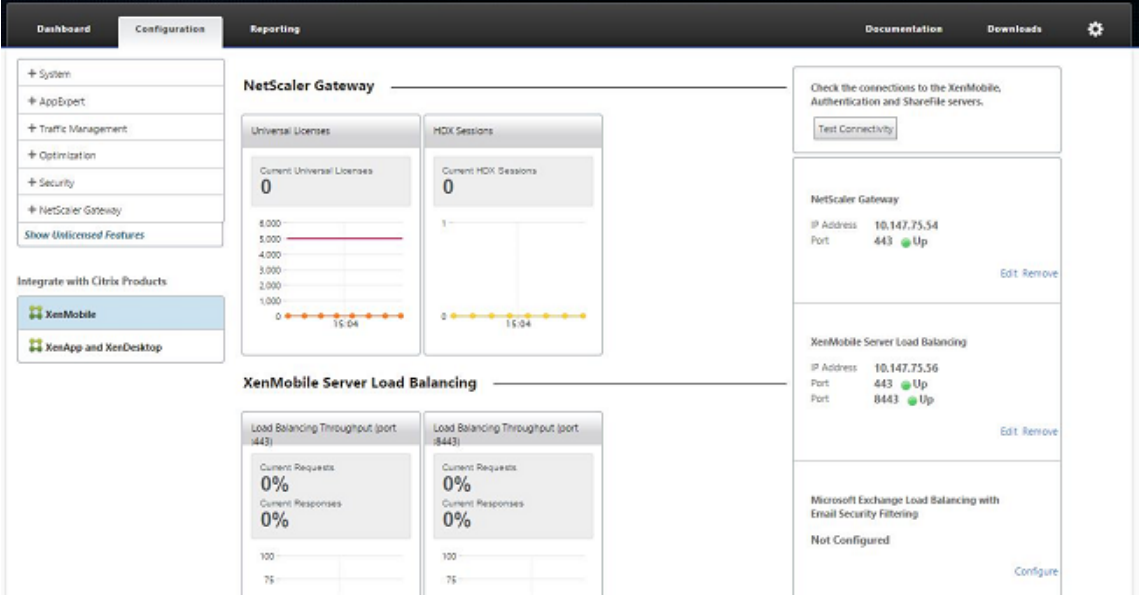 Dashboard
Configuration
Reporting
Documentation
Downloads
+ System
+ AppExpert
+ Traffic Management
+ Optimization
+ Security
+ NetScaler Gateway
Show Unlicensed Features
Integrate with Citrix Products
XenMobile
XenApp and XenDesktop
NetScaler Gateway
Universal Licenses
Current Universal Licenses
0
6,000
5,000
4,000
3,000
2,000
1,000
0
15:04
HDX Sessions
Current HDX Sessions
0
1
0
15:04
XenMobile Server Load Balancing
Load Balancing Throughput (port
:443)
Current Requests
0%
Current Responses
0%
100
75
Load Balancing Throughput (port
:8443)
Current Requests
0%
Current Responses
0%
100
75
Check the connections to the XenMobile,
Authentication and ShareFile servers.
Test Connectivity
NetScaler Gateway
IP Address 10.147.75.54
Port 443 Up
Edit Remove
XenMobile Server Load Balancing
IP Address 10.147.75.56
Port 443 Up
Port 8443 Up
Edit Remove
Microsoft Exchange Load Balancing with
Email Security Filtering
Not Configured
Configure